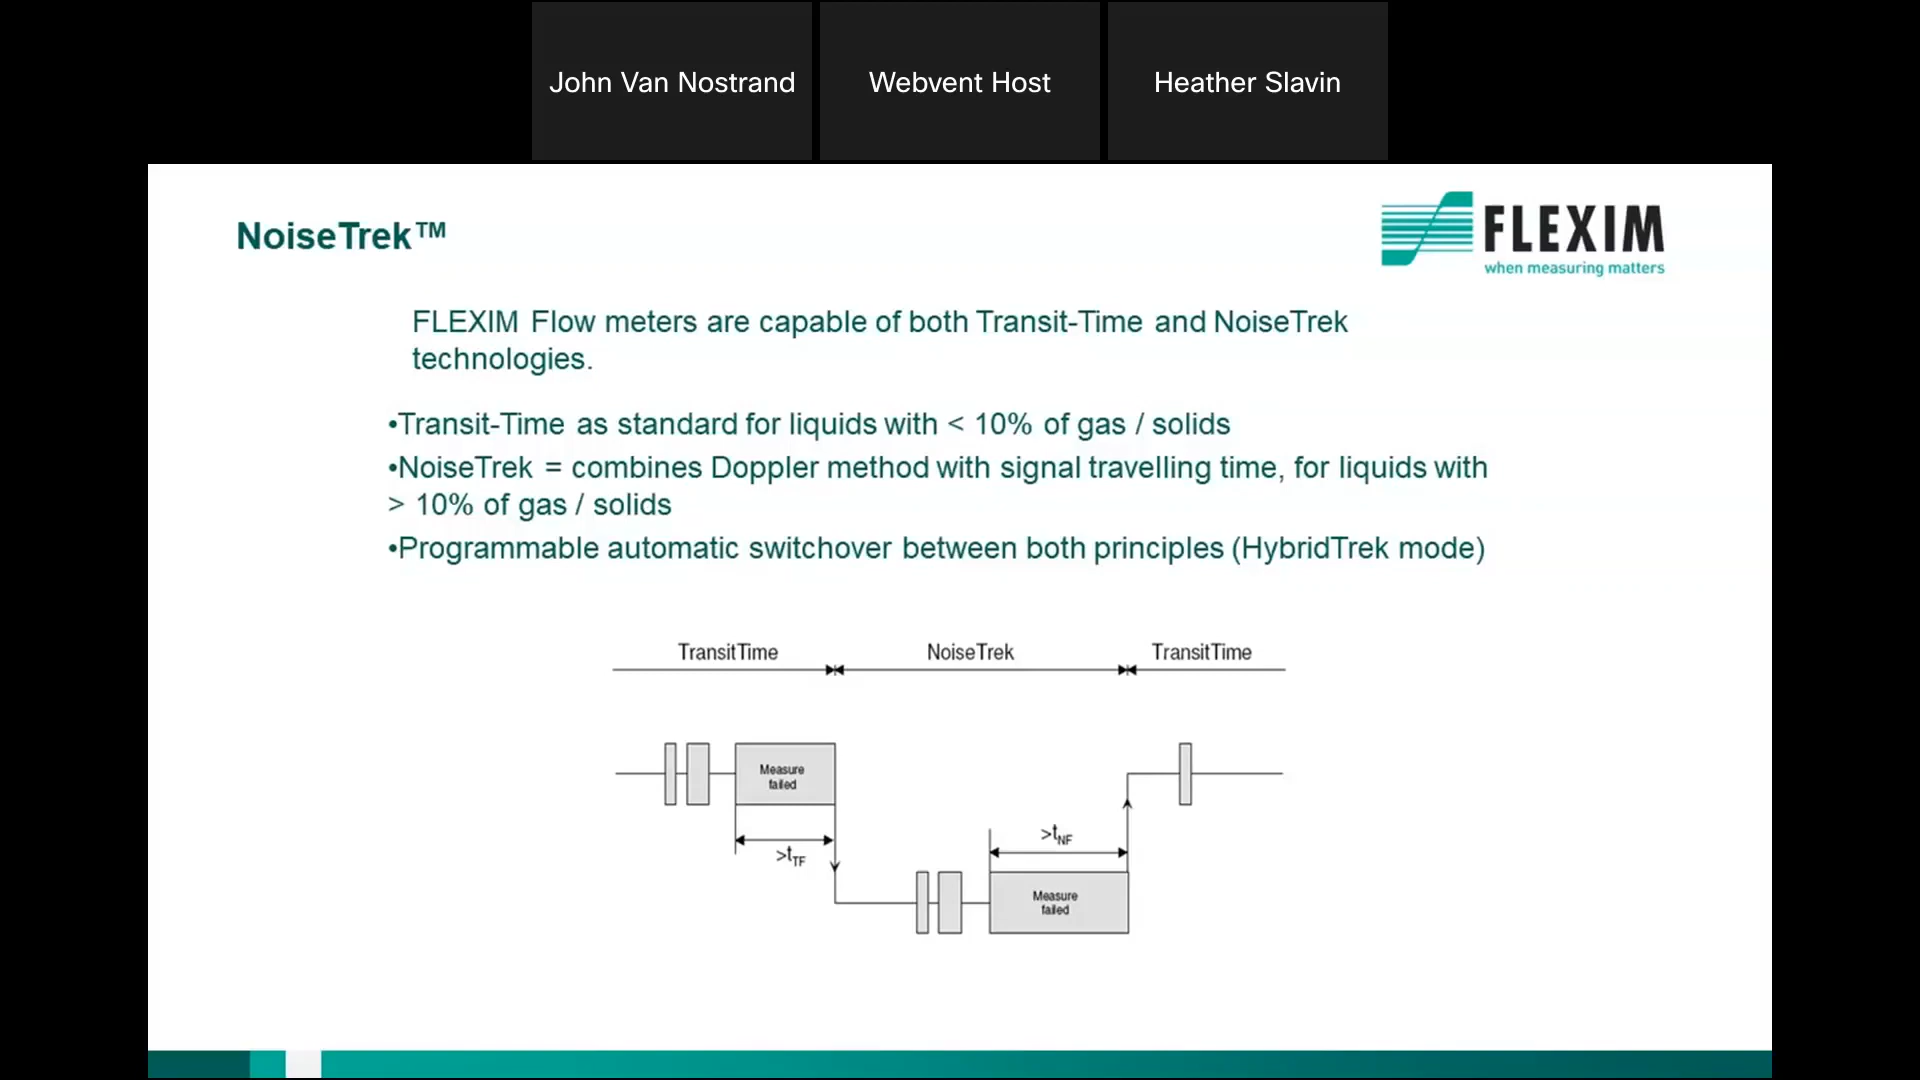 John Van Nostrand
Webvent Host
Heather Slavin
NoiseTrek™
FLEXIM
when measuring matters
FLEXIM Flow meters are capable of both Transit-Time and NoiseTrek
technologies.
•Transit-Time as standard for liquids with < 10% of gas / solids
•NoiseTrek = combines Doppler method with signal travelling time, for liquids with
> 10% of gas / solids
•Programmable automatic switchover between both principles (HybridTrek mode)
TransitTime
NoiseTrek
TransitTime
Measure
failed
>tTF
>tNF
Measure
failed